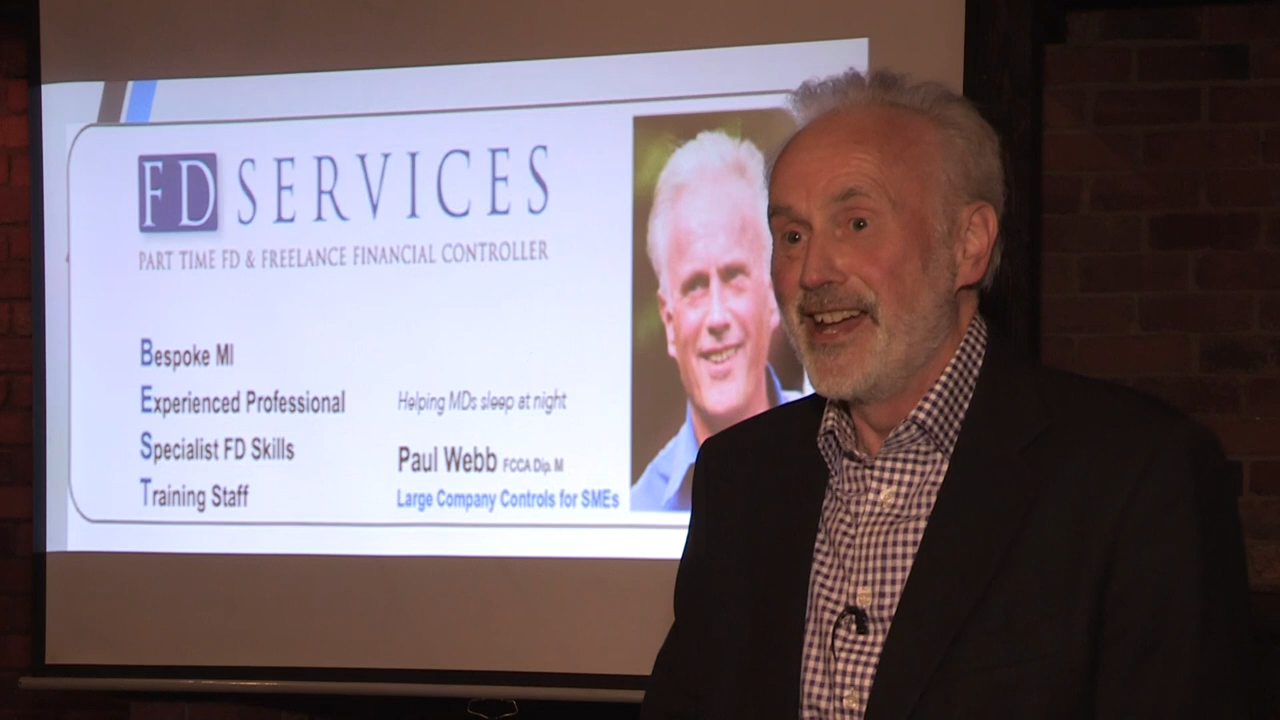 FD SERVICES
PART TIME FD & FREELANCE FINANCIAL CONTROLLER
Bespoke MI
Experienced Professional
Specialist FD Skills
Training Staff
Helping MDs sleep at night
Paul Webb FCCA Dip. M
Large Company Controls for SMEs